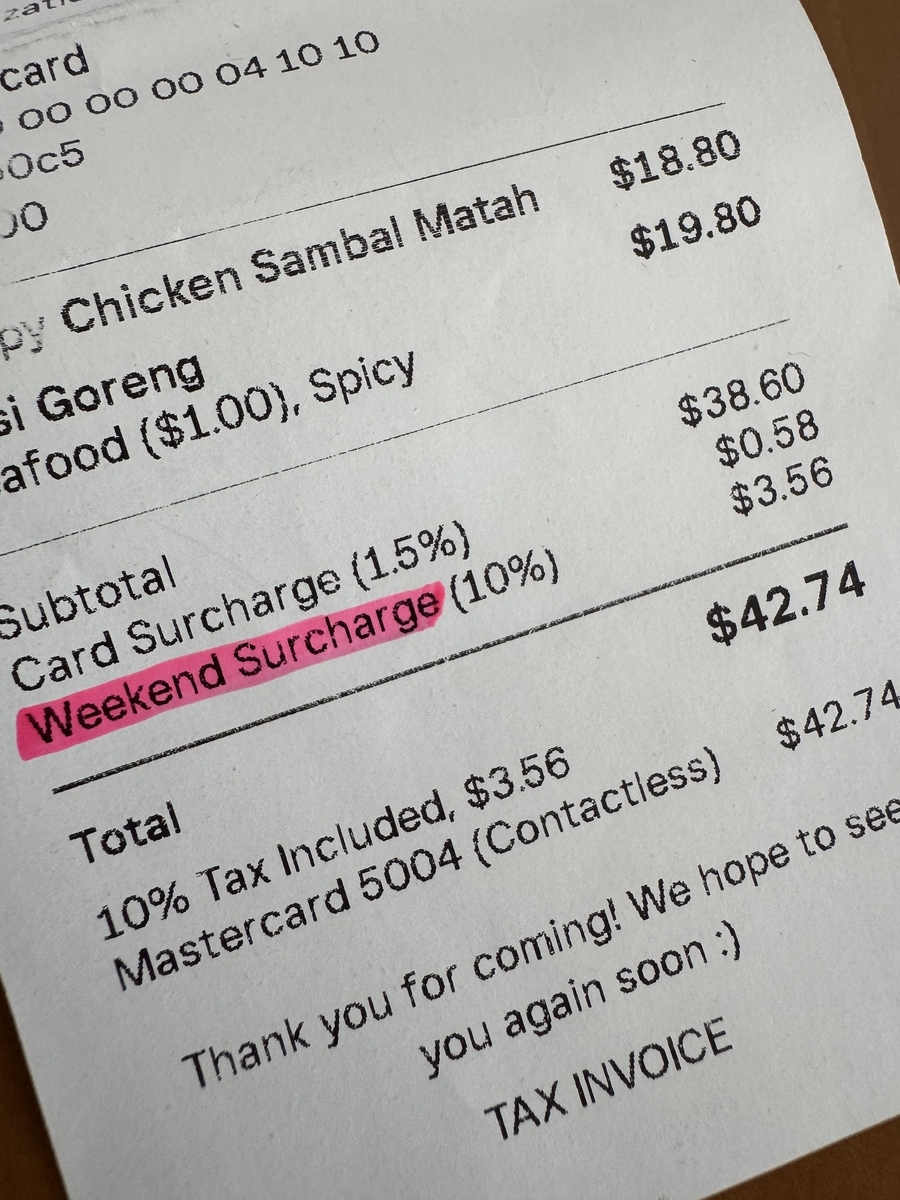 card
00 00 00 04 10 10
0c5
00
Chicken Sambal Matah $18.80
Goreng $19.80
($1.00), Spicy
Subtotal $38.60
Card Surcharge (1.5%) $0.58
Weekend Surcharge (10%) $3.56
Total $42.74
10% Tax Included, $3.56
Mastercard 5004 (Contactless) $42.74
Thank you for coming! We hope to see
you again soon :)
TAX INVOICE